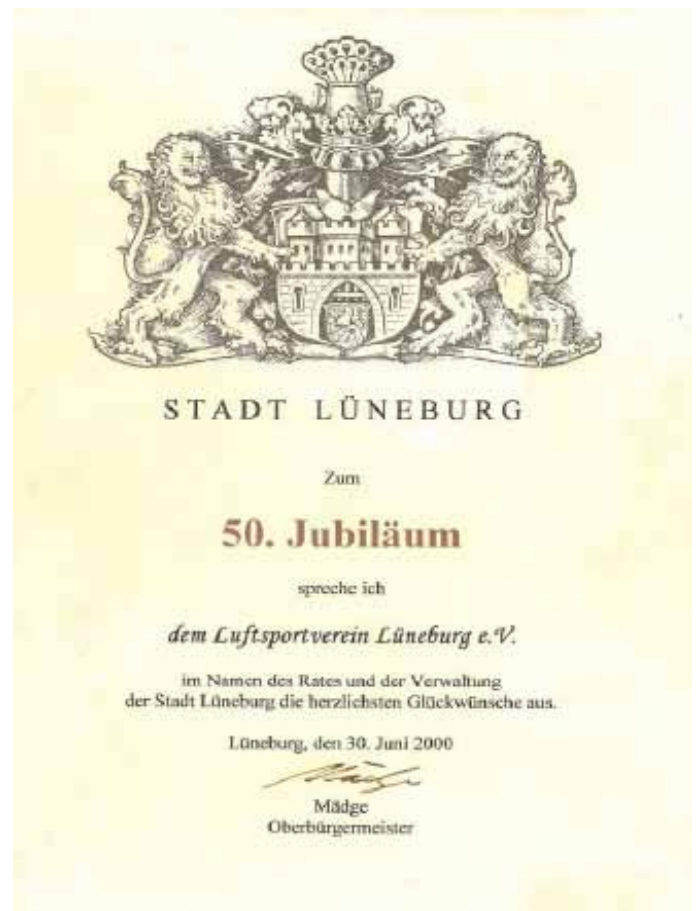 STADT LÜNEBURG
Zum
50. Jubiläum
spreche ich
dem Luftsportverein Lüneburg e.V.
im Namen des Rates und der Verwaltung
der Stadt Lüneburg die herzlichsten Glückwünsche aus.
Lüneburg, den 30. Juni 2000
Mädge
Mädge
Oberbürgermeister